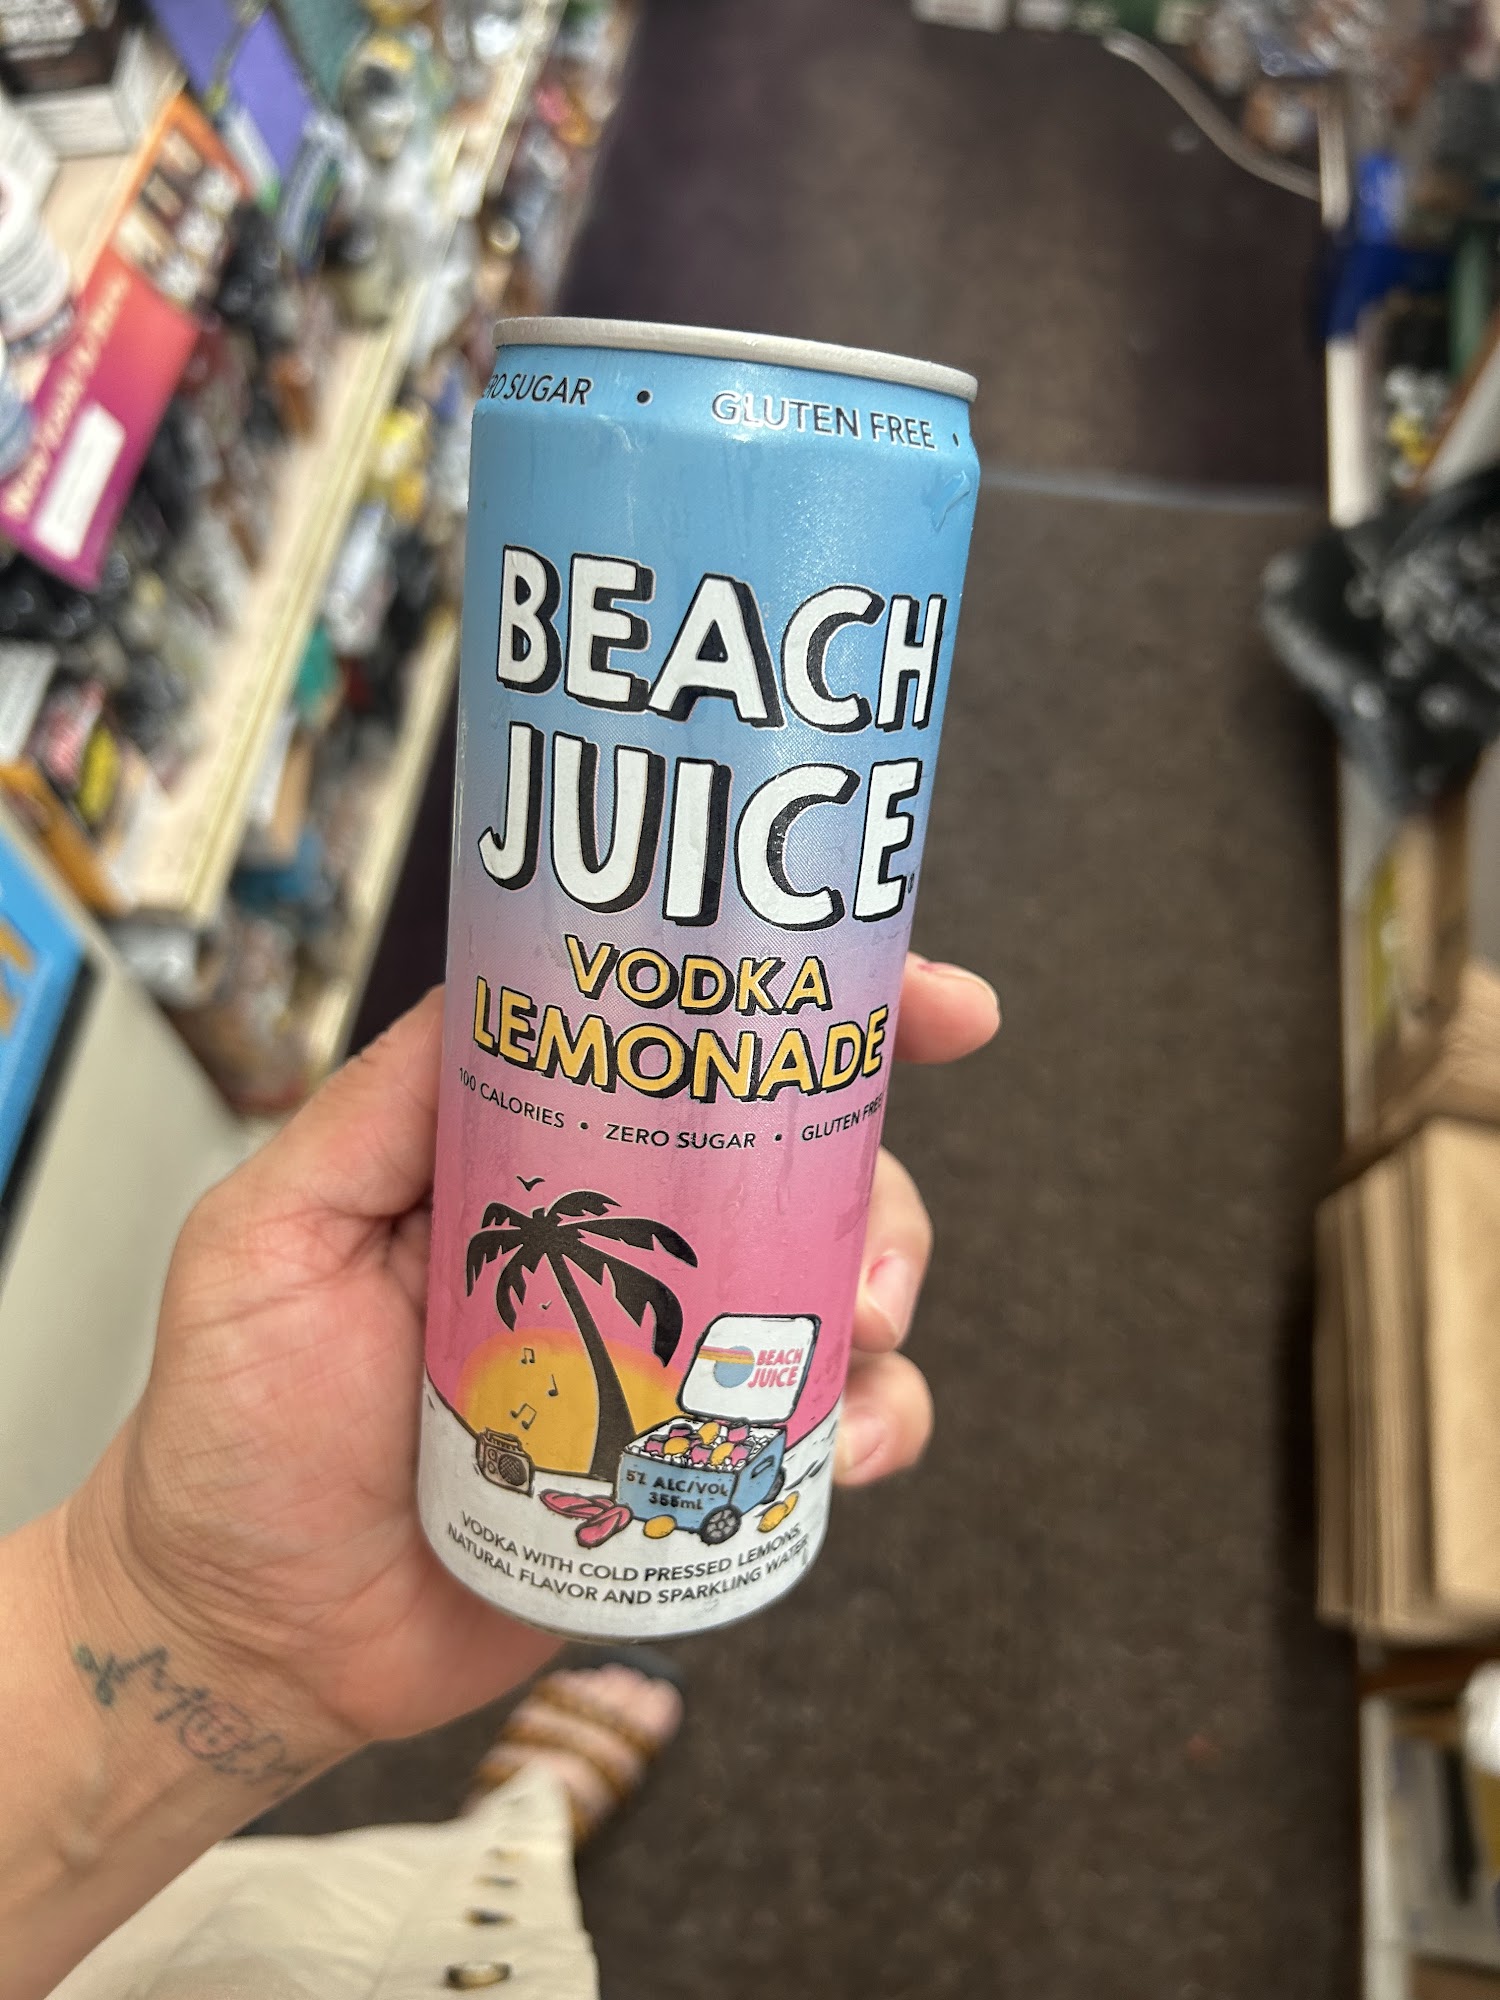 RO SUGAR • GLUTEN FREE •
BEACH
JUICE
VODKA
LEMONADE
100 CALORIES • ZERO SUGAR • GLUTEN FREE
BEACH
JUICE
5% ALC/VOL
355mL
VODKA WITH COLD PRESSED LEMONS
NATURAL FLAVOR AND SPARKLING WATER